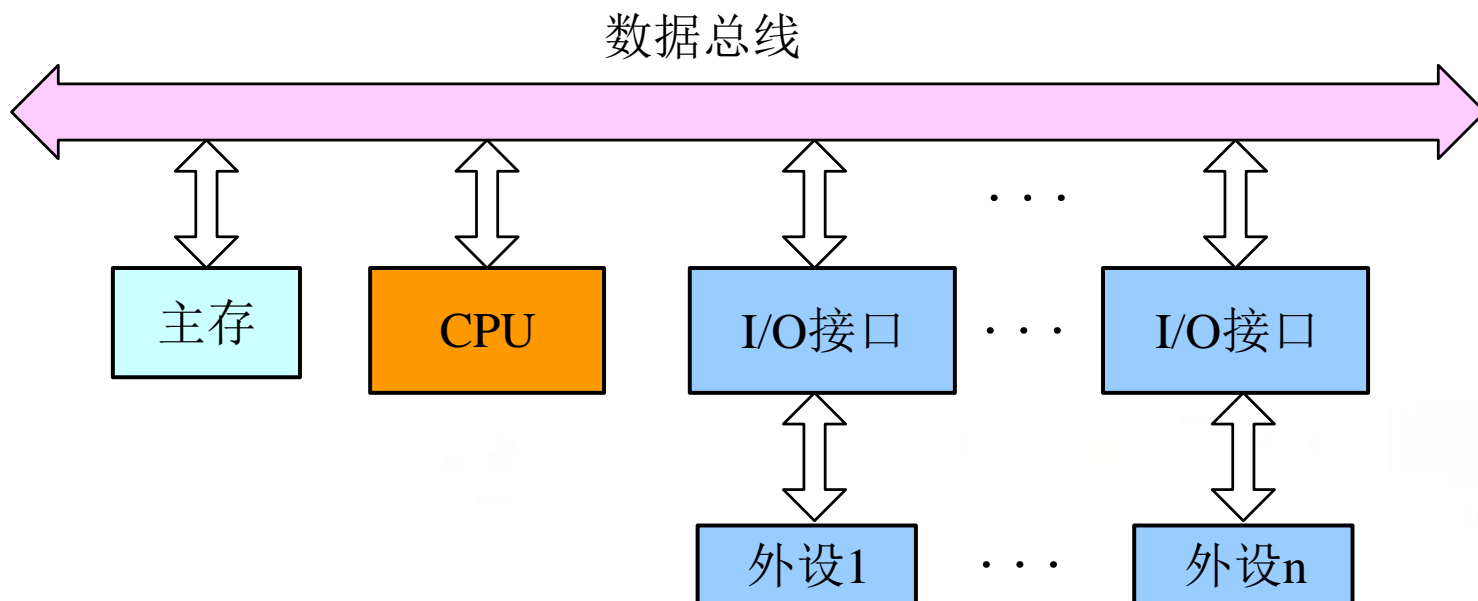 数据总线
· · ·
主存 CPU I/O接口 · · · I/O接口
外设1 · · · 外设n